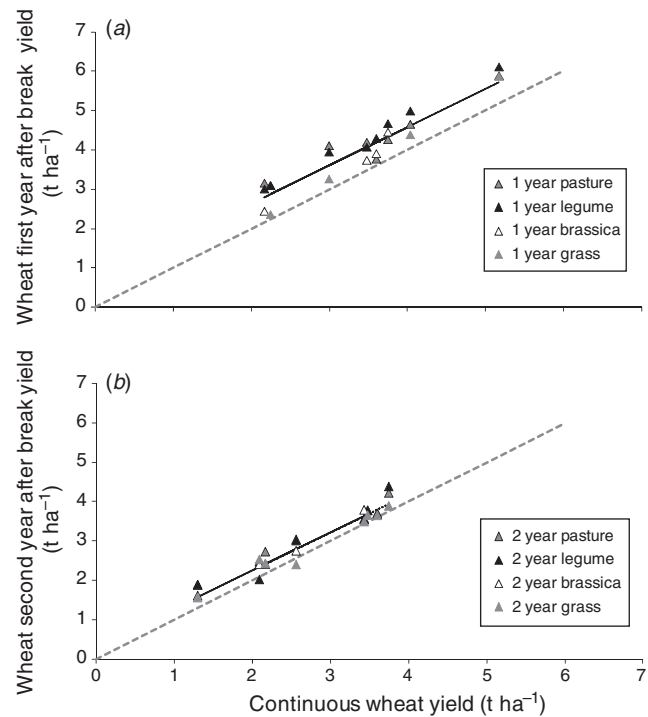 (a)
Wheat first year after break yield
(t ha⁻¹)
7
6
5
4
3
2
1
0
1 year pasture
1 year legume
1 year brassica
1 year grass
(b)
Wheat second year after break yield
(t ha⁻¹)
7
6
5
4
3
2
1
0
2 year pasture
2 year legume
2 year brassica
2 year grass
0 1 2 3 4 5 6 7
Continuous wheat yield (t ha⁻¹)